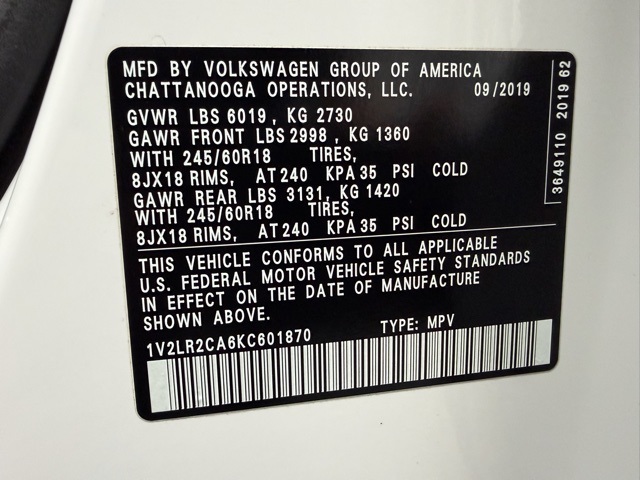 MFD BY VOLKSWAGEN GROUP OF AMERICA
CHATTANOOGA OPERATIONS, LLC. 09/2019
GVWR LBS 6019, KG 2730
GAWR FRONT LBS 2998, KG 1360
WITH 245/60R18 TIRES,
8JX18 RIMS, AT 240 KPA 35 PSI COLD
GAWR REAR LBS 3131, KG 1420
WITH 245/60R18 TIRES,
8JX18 RIMS, AT 240 KPA 35 PSI COLD
THIS VEHICLE CONFORMS TO ALL APPLICABLE
U.S. FEDERAL MOTOR VEHICLE SAFETY STANDARDS
IN EFFECT ON THE DATE OF MANUFACTURE
SHOWN ABOVE.
1V2LR2CA6KC601870 TYPE: MPV
3649110 2019 62